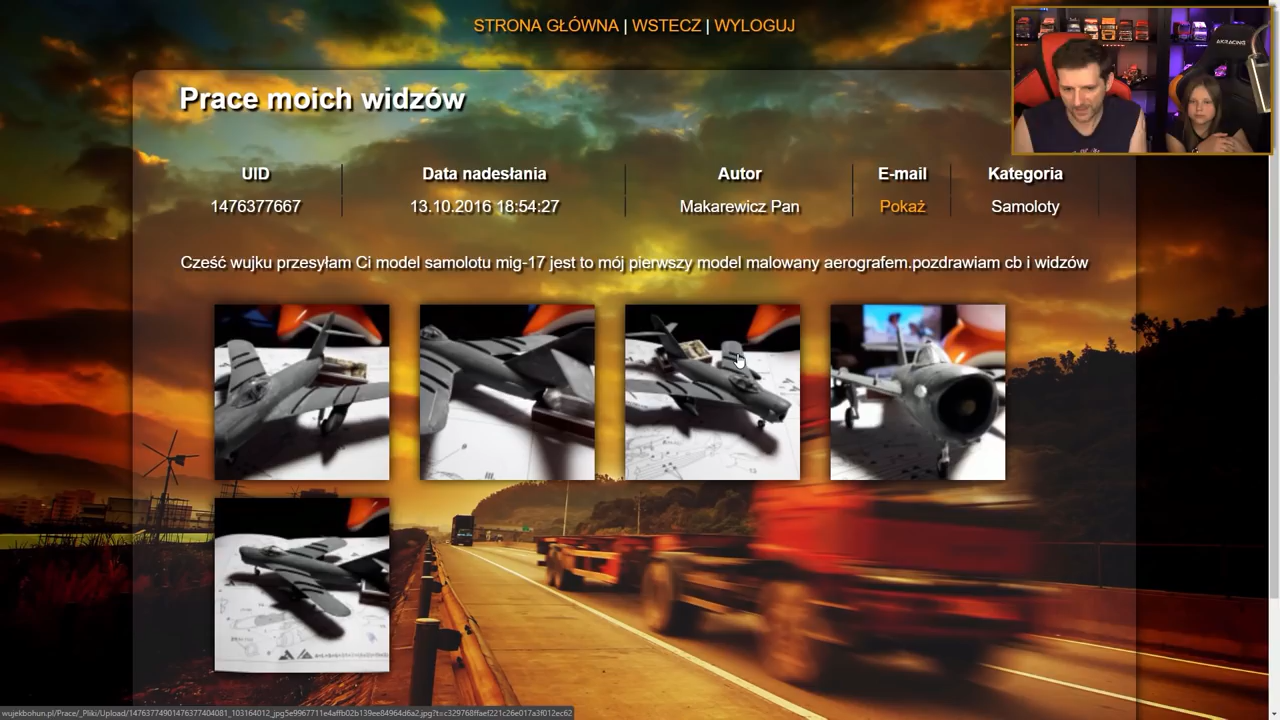 STRONA GŁÓWNA | WSTECZ | WYLOGUJ
AKRACING
Prace moich widzów
UID Data nadesłania Autor E-mail Kategoria
1476377667 13.10.2016 18:54:27 Makarewicz Pan Pokaż Samoloty
Cześć wujku przesyłam Ci model samolotu mig-17 jest to mój pierwszy model malowany aerografem.pozdrawiam cb i widzów